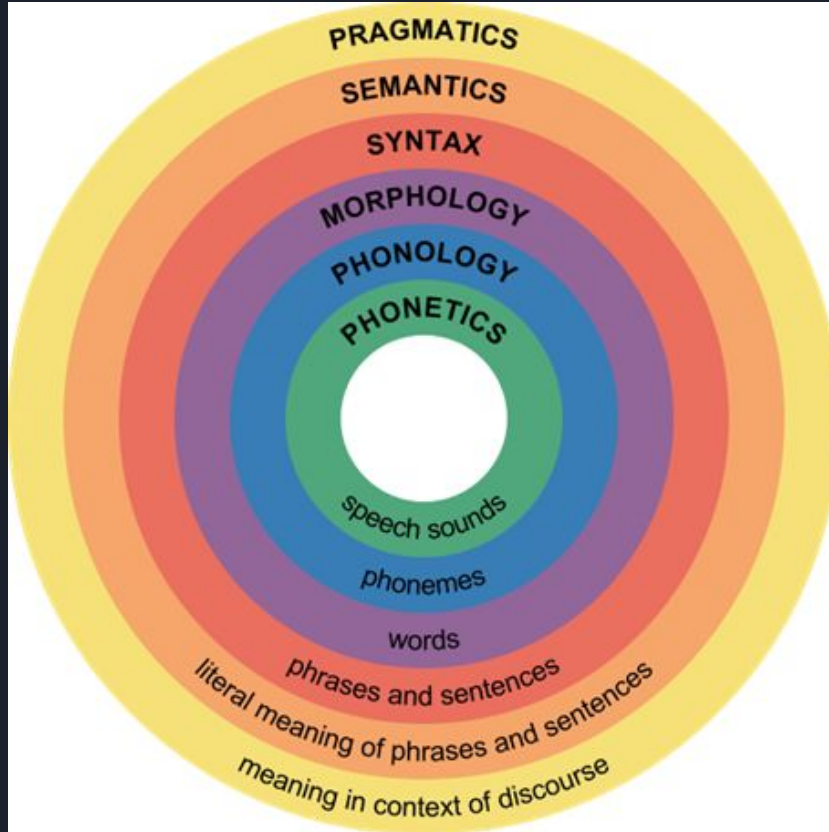 PRAGMATICS
SEMANTICS
SYNTAX
MORPHOLOGY
PHONOLOGY
PHONETICS
speech sounds
phonemes
words
phrases and sentences
literal meaning of phrases and sentences
meaning in context of discourse